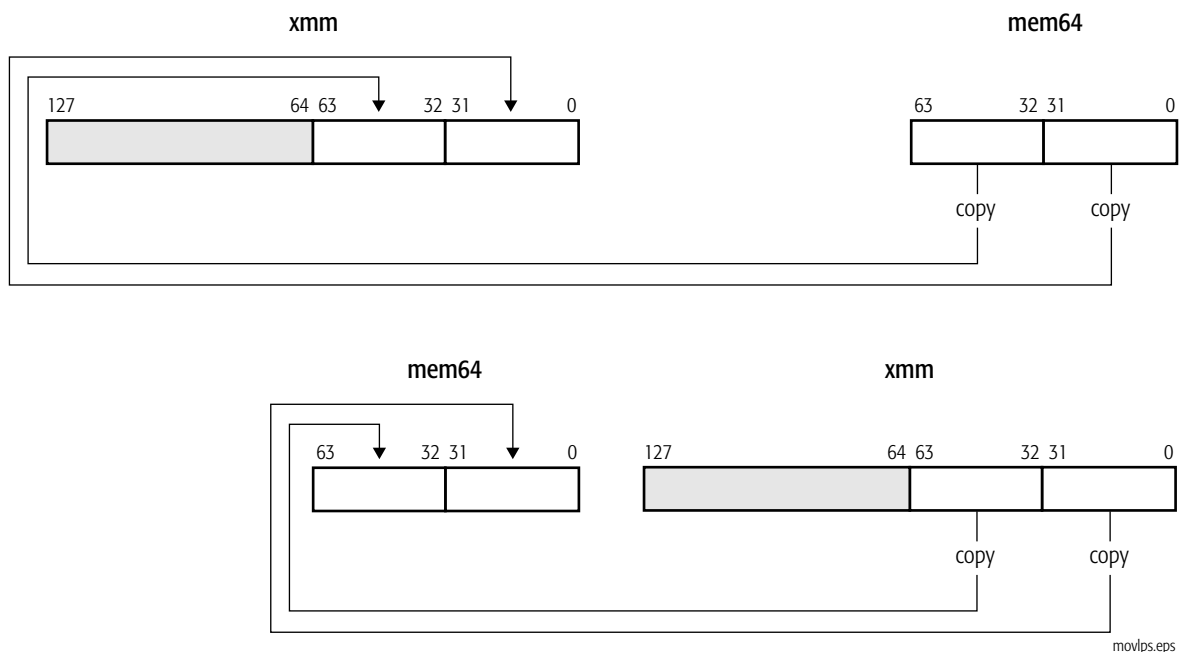 xmm mem64
127 64 63 32 31 0 63 32 31 0
copy copy
mem64 xmm
63 32 31 0 127 64 63 32 31 0
copy copy
movlps.eps